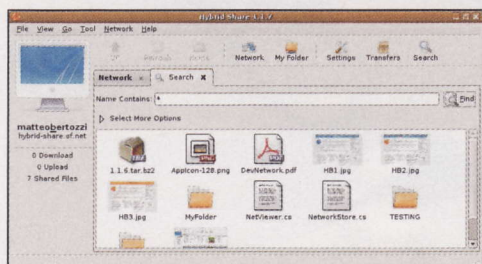 Hybrid Share 0.1.7
File View Go Tool Network Help
UP Refresh Network My Folder Settings Transfers Search
Network Search
Name Contains: * Find
Select More Options
matteobertozzi
hybrid-share.of.net
0 Download
0 Upload
7 Shared Files
1.1.6.tar.bz2 AppIcon-128.png DevNetwork.pdf HB1.jpg HB2.jpg
HB3.jpg MyFolder NetViewer.cs NetworkStore.cs TESTING